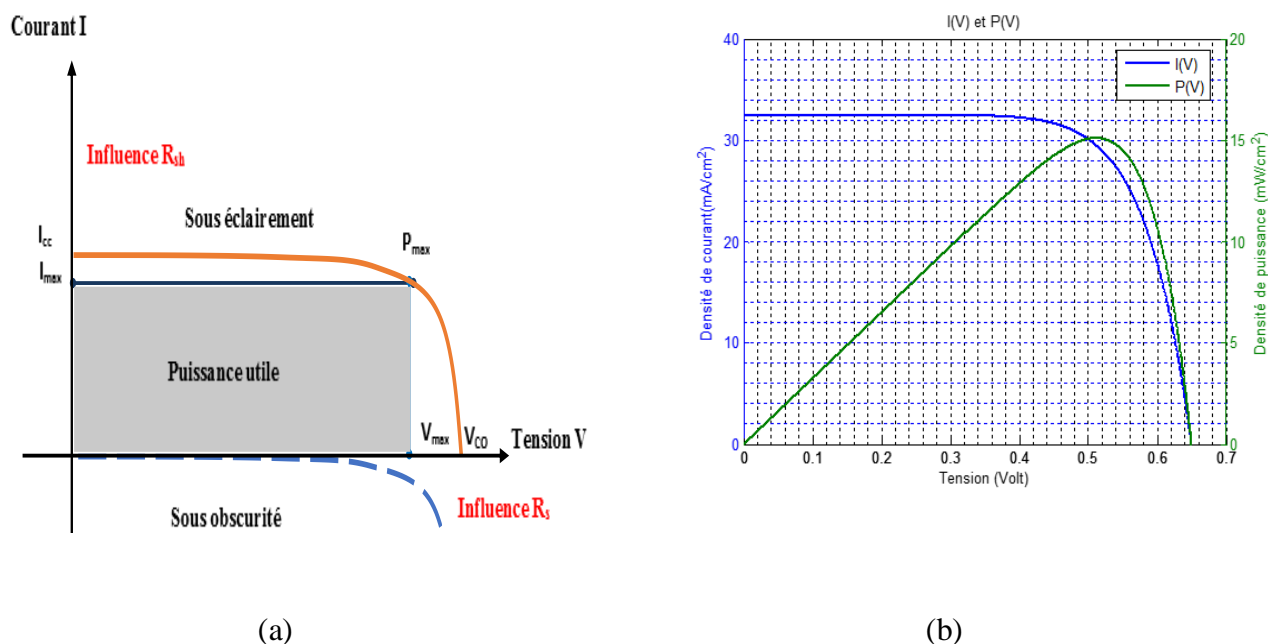 Courant I
Influence Rsh
Sous éclairement
Icc
Pmax
Imax
Puissance utile
Vmax
VCO
Tension V
Influence Rs
Sous obscurité
(a)
I(V) et P(V)
40
30
20
10
0
20
15
10
5
0
I(V)
P(V)
Densité de courant(mA/cm2)
Densité de puissance (mW/cm2)
0 0.1 0.2 0.3 0.4 0.5 0.6 0.7
Tension (Volt)
(b)